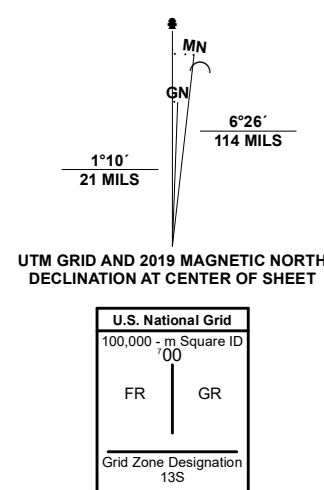 MN
GN
6°26´
114 MILS
1°10´
21 MILS
UTM GRID AND 2019 MAGNETIC NORTH
DECLINATION AT CENTER OF SHEET
U.S. National Grid
100,000 - m Square ID
⁷00
FR GR
Grid Zone Designation
13S